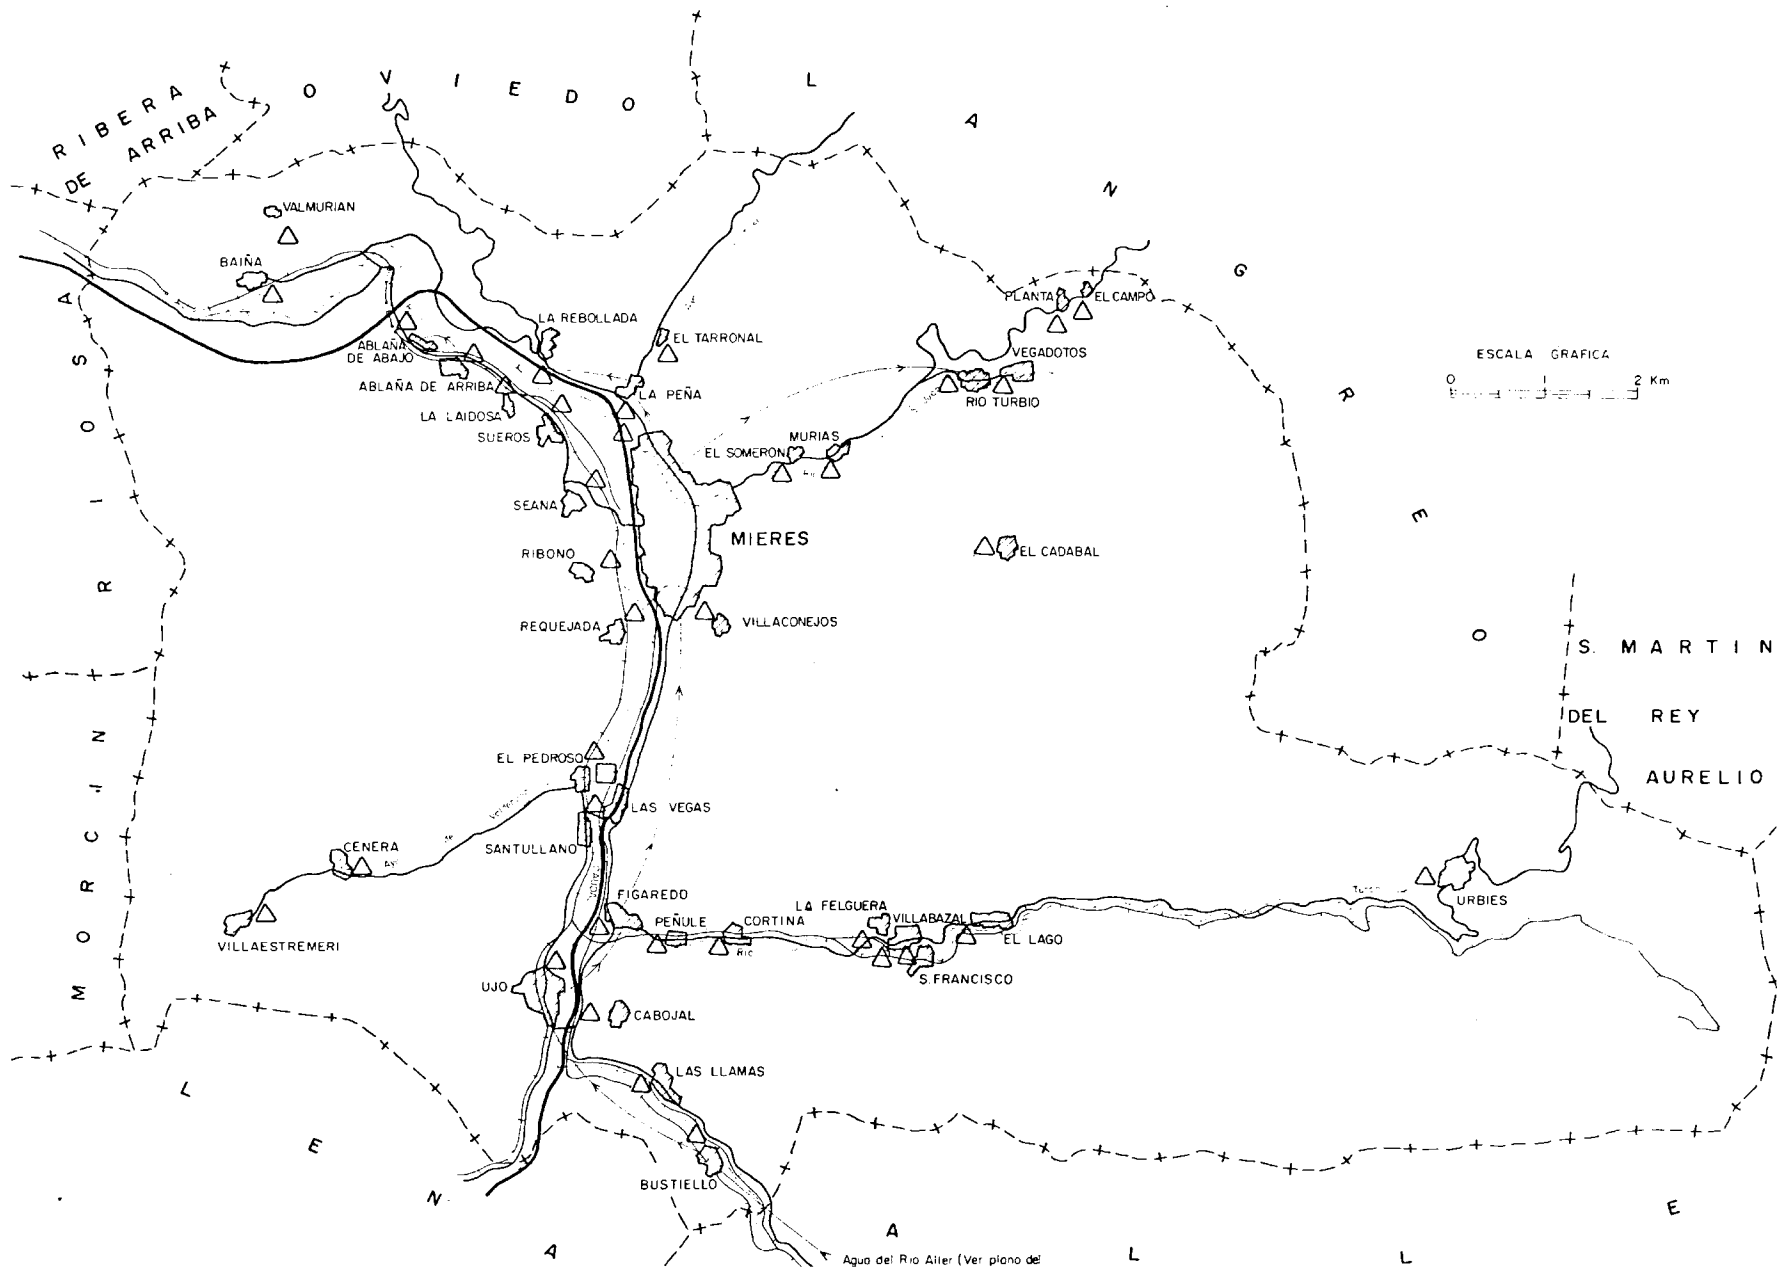 RIBERA
DE ARRIBA
OVIEDO
LANGREO
VALMURIAN
BAIÑA
LA REBOLLADA
EL TARRONAL
PLANTA
EL CAMPO
ABLAÑA
DE ABAJO
VEGADOTOS
ESCALA GRAFICA
0 2 Km
ABLAÑA DE ARRIBA
LA PEÑA
RIO TURBIO
LA LAIDOSA
SUEROS
MURIAS
EL SOMERON
Río
SEANA
MIERES
RIBONO
EL CADABAL
REQUEJADA
VILLACONEJOS
S. MARTIN
DEL REY
AURELIO
RIOSA
MORCIN
EL PEDROSO
LAS VEGAS
SANTULLANO
CENERA
FIGAREDO
LA FELGUERA
PEÑULE
CORTINA
VILLABAZAL
URBIES
VILLAESTREMERI
Río
EL LAGO
S. FRANCISCO
UJO
CABOJAL
LAS LLAMAS
BUSTIELLO
LENA
ALLE
Agua del Rio Aller (Ver plano del